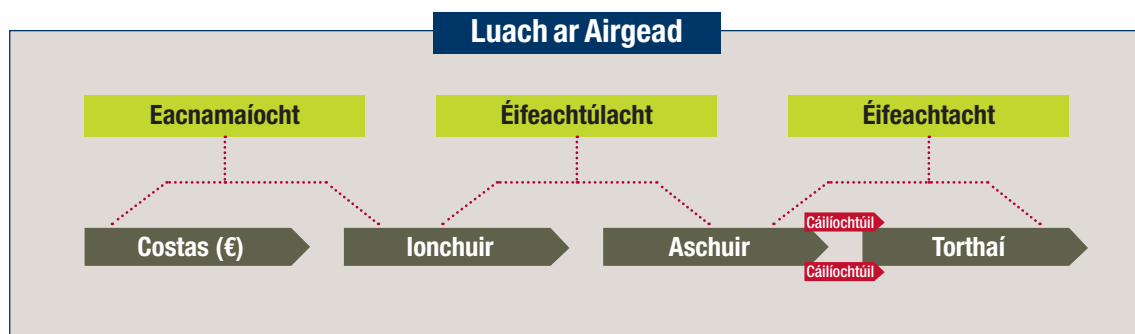 Luach ar Airgead
Eacnamaíocht
Éifeachtúlacht
Éifeachtacht
Costas (€)
Ionchuir
Aschuir
Cáilíochtúil
Cáilíochtúil
Torthaí